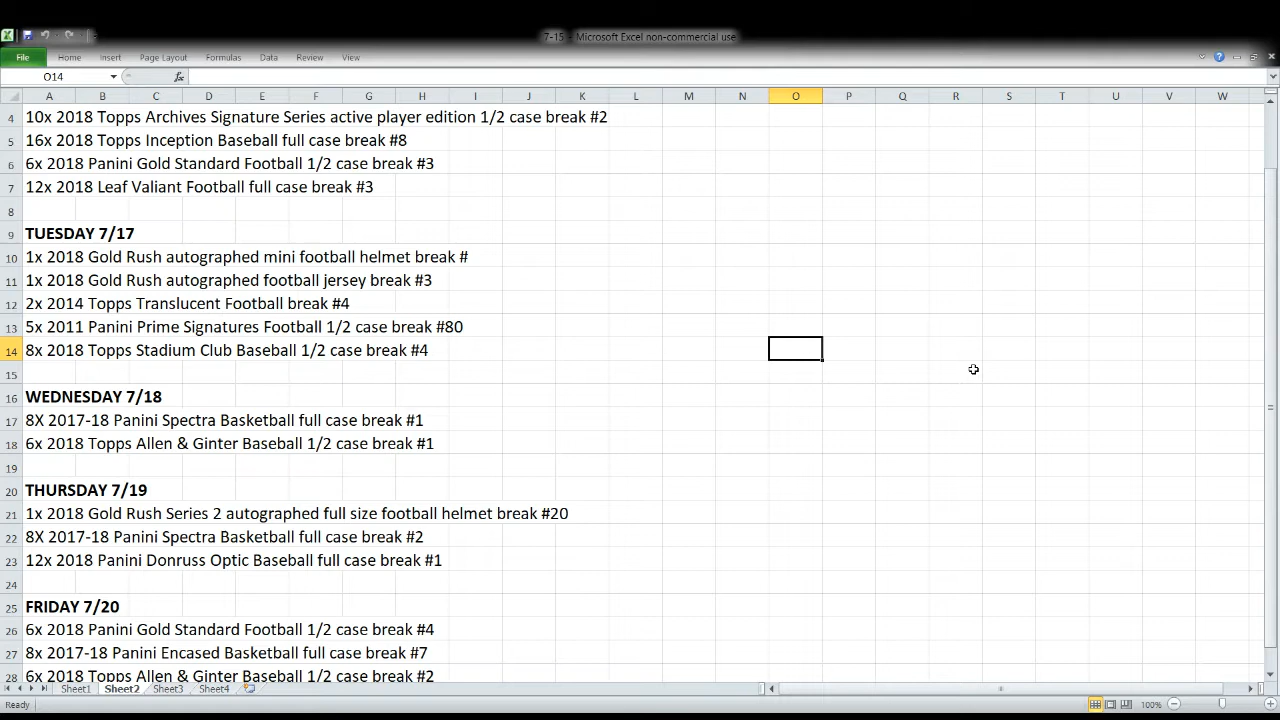 7-15 - Microsoft Excel non-commercial use
File Home Insert Page Layout Formulas Data Review View
O14 fx
A B C D E F G H I J K L M N O P Q R S T U V W
4 10x 2018 Topps Archives Signature Series active player edition 1/2 case break #2
5 16x 2018 Topps Inception Baseball full case break #8
6 6x 2018 Panini Gold Standard Football 1/2 case break #3
7 12x 2018 Leaf Valiant Football full case break #3
8
9 TUESDAY 7/17
10 1x 2018 Gold Rush autographed mini football helmet break #
11 1x 2018 Gold Rush autographed football jersey break #3
12 2x 2014 Topps Translucent Football break #4
13 5x 2011 Panini Prime Signatures Football 1/2 case break #80
14 8x 2018 Topps Stadium Club Baseball 1/2 case break #4
15
16 WEDNESDAY 7/18
17 8X 2017-18 Panini Spectra Basketball full case break #1
18 6x 2018 Topps Allen & Ginter Baseball 1/2 case break #1
19
20 THURSDAY 7/19
21 1x 2018 Gold Rush Series 2 autographed full size football helmet break #20
22 8X 2017-18 Panini Spectra Basketball full case break #2
23 12x 2018 Panini Donruss Optic Baseball full case break #1
24
25 FRIDAY 7/20
26 6x 2018 Panini Gold Standard Football 1/2 case break #4
27 8x 2017-18 Panini Encased Basketball full case break #7
28 6x 2018 Topps Allen & Ginter Baseball 1/2 case break #2
Sheet1 Sheet2 Sheet3 Sheet4
Ready 100%